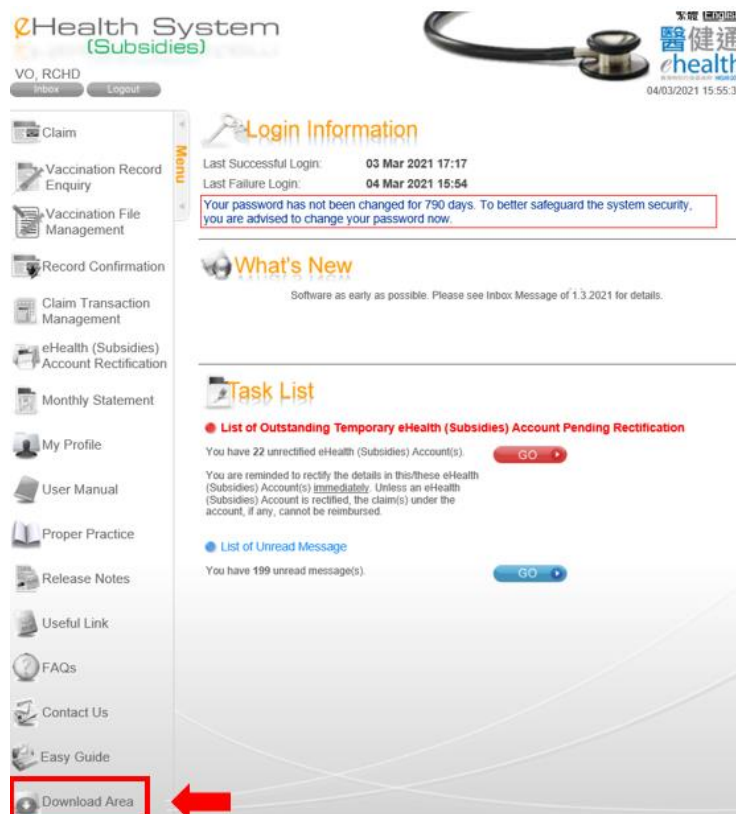 eHealth System
(Subsidies)
繁體 English
醫健通
ehealth
VO, RCHD
Inbox
Logout
04/03/2021 15:55:3
Menu
Claim
Vaccination Record
Enquiry
Vaccination File
Management
Record Confirmation
Claim Transaction
Management
eHealth (Subsidies)
Account Rectification
Monthly Statement
My Profile
User Manual
Proper Practice
Release Notes
Useful Link
FAQs
Contact Us
Easy Guide
Download Area
Login Information
Last Successful Login: 03 Mar 2021 17:17
Last Failure Login: 04 Mar 2021 15:54
Your password has not been changed for 790 days. To better safeguard the system security,
you are advised to change your password now.
What's New
Software as early as possible. Please see Inbox Message of 1.3.2021 for details.
Task List
List of Outstanding Temporary eHealth (Subsidies) Account Pending Rectification
You have 22 unrectified eHealth (Subsidies) Account(s).
GO
You are reminded to rectify the details in this/these eHealth
(Subsidies) Account(s) immediately. Unless an eHealth
(Subsidies) Account is rectified, the claim(s) under the
account, if any, cannot be reimbursed.
List of Unread Message
You have 199 unread message(s).
GO